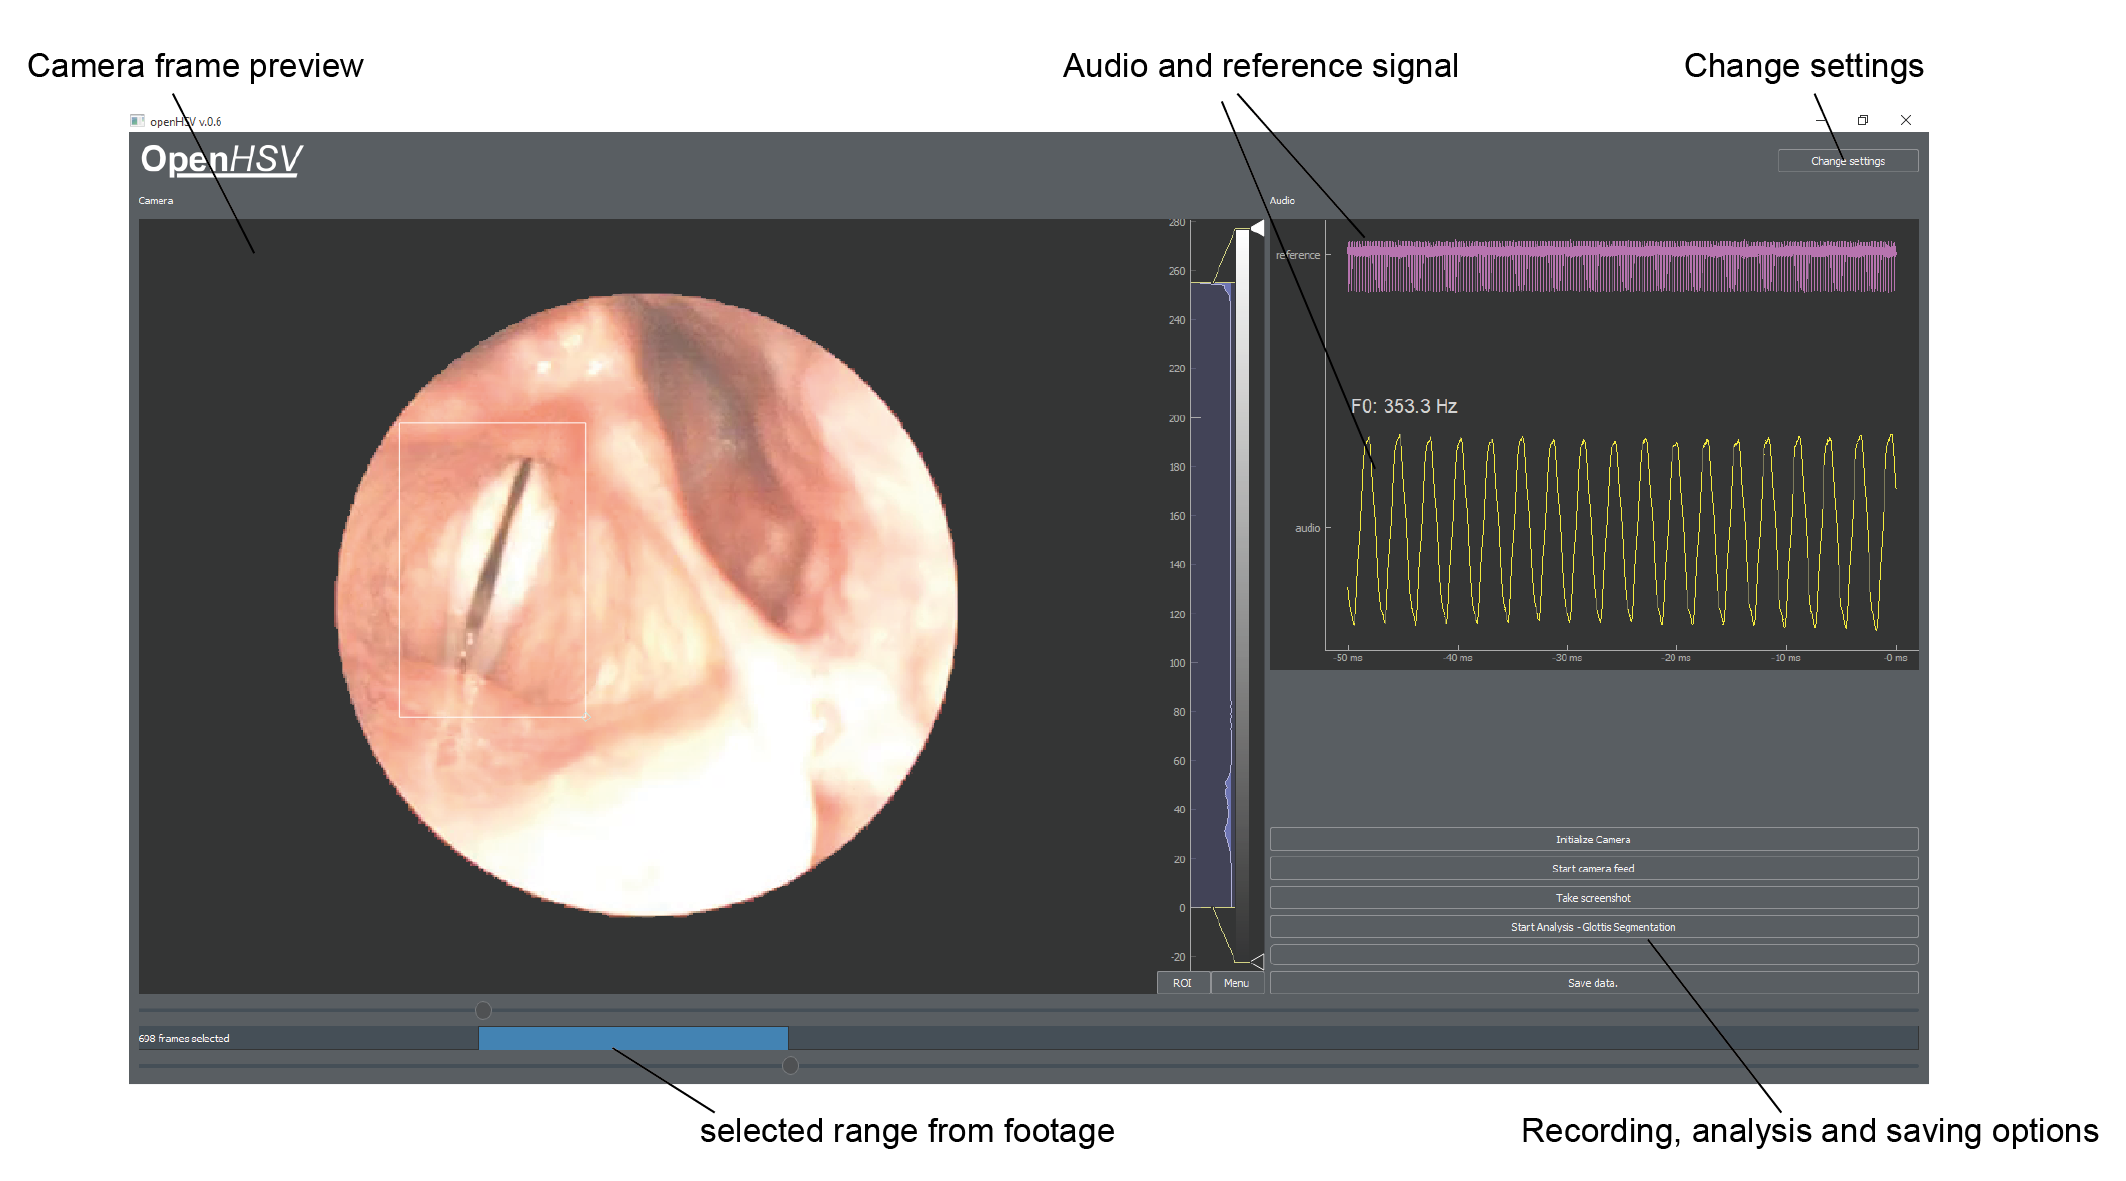 Camera frame preview
Audio and reference signal
Change settings
openHSV v.0.6
OpenHSV
Change settings
Camera
Audio
280
260
240
220
200
180
160
140
120
100
80
60
40
20
0
-20
reference
F0: 353.3 Hz
audio
-50 ms
-40 ms
-30 ms
-20 ms
-10 ms
-0 ms
Initialze Camera
Start camera feed
Take screenshot
Start Analysis - Glottis Segmentation
Save data.
ROI
Menu
698 frames selected
selected range from footage
Recording, analysis and saving options